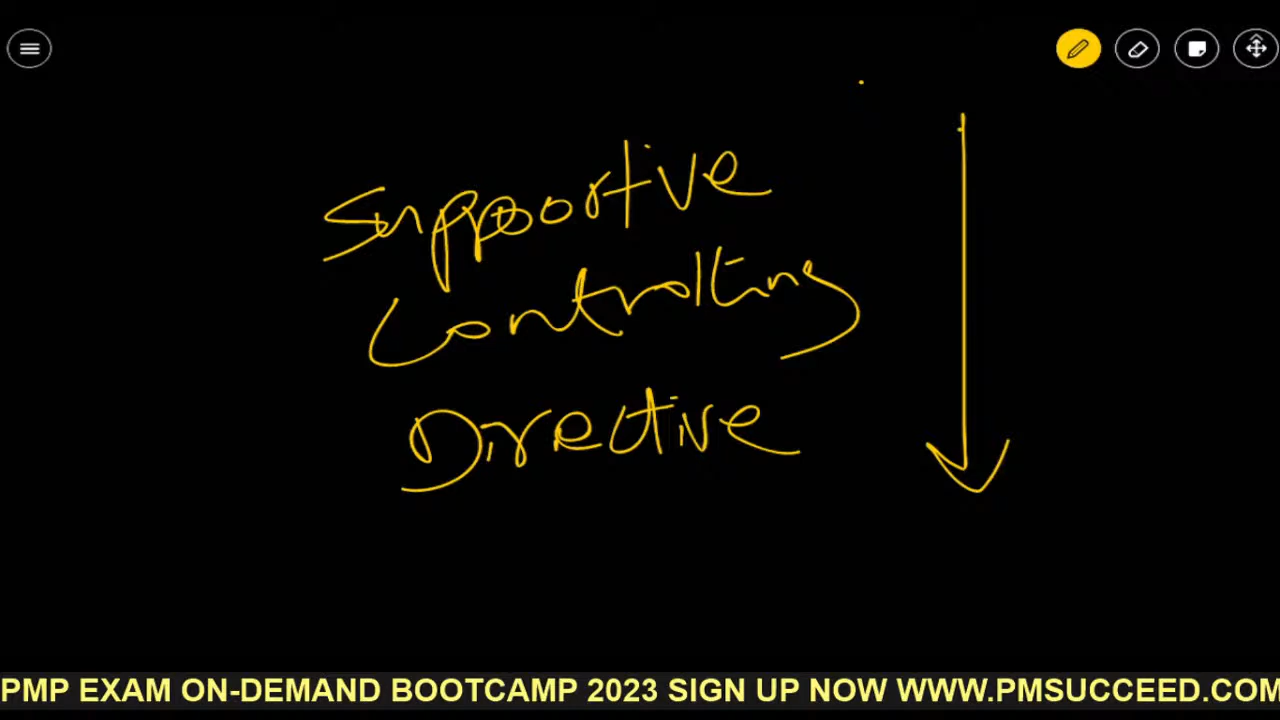 Supportive
Controlling
Directive
PMP EXAM ON-DEMAND BOOTCAMP 2023 SIGN UP NOW WWW.PMSUCCEED.COM